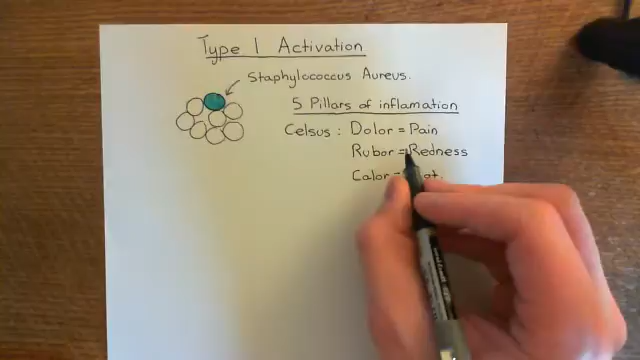 Type 1 Activation
Staphylococcus Aureus.
5 Pillars of inflamation
Celsus : Dolor = Pain
Rubor = Redness
Calor =